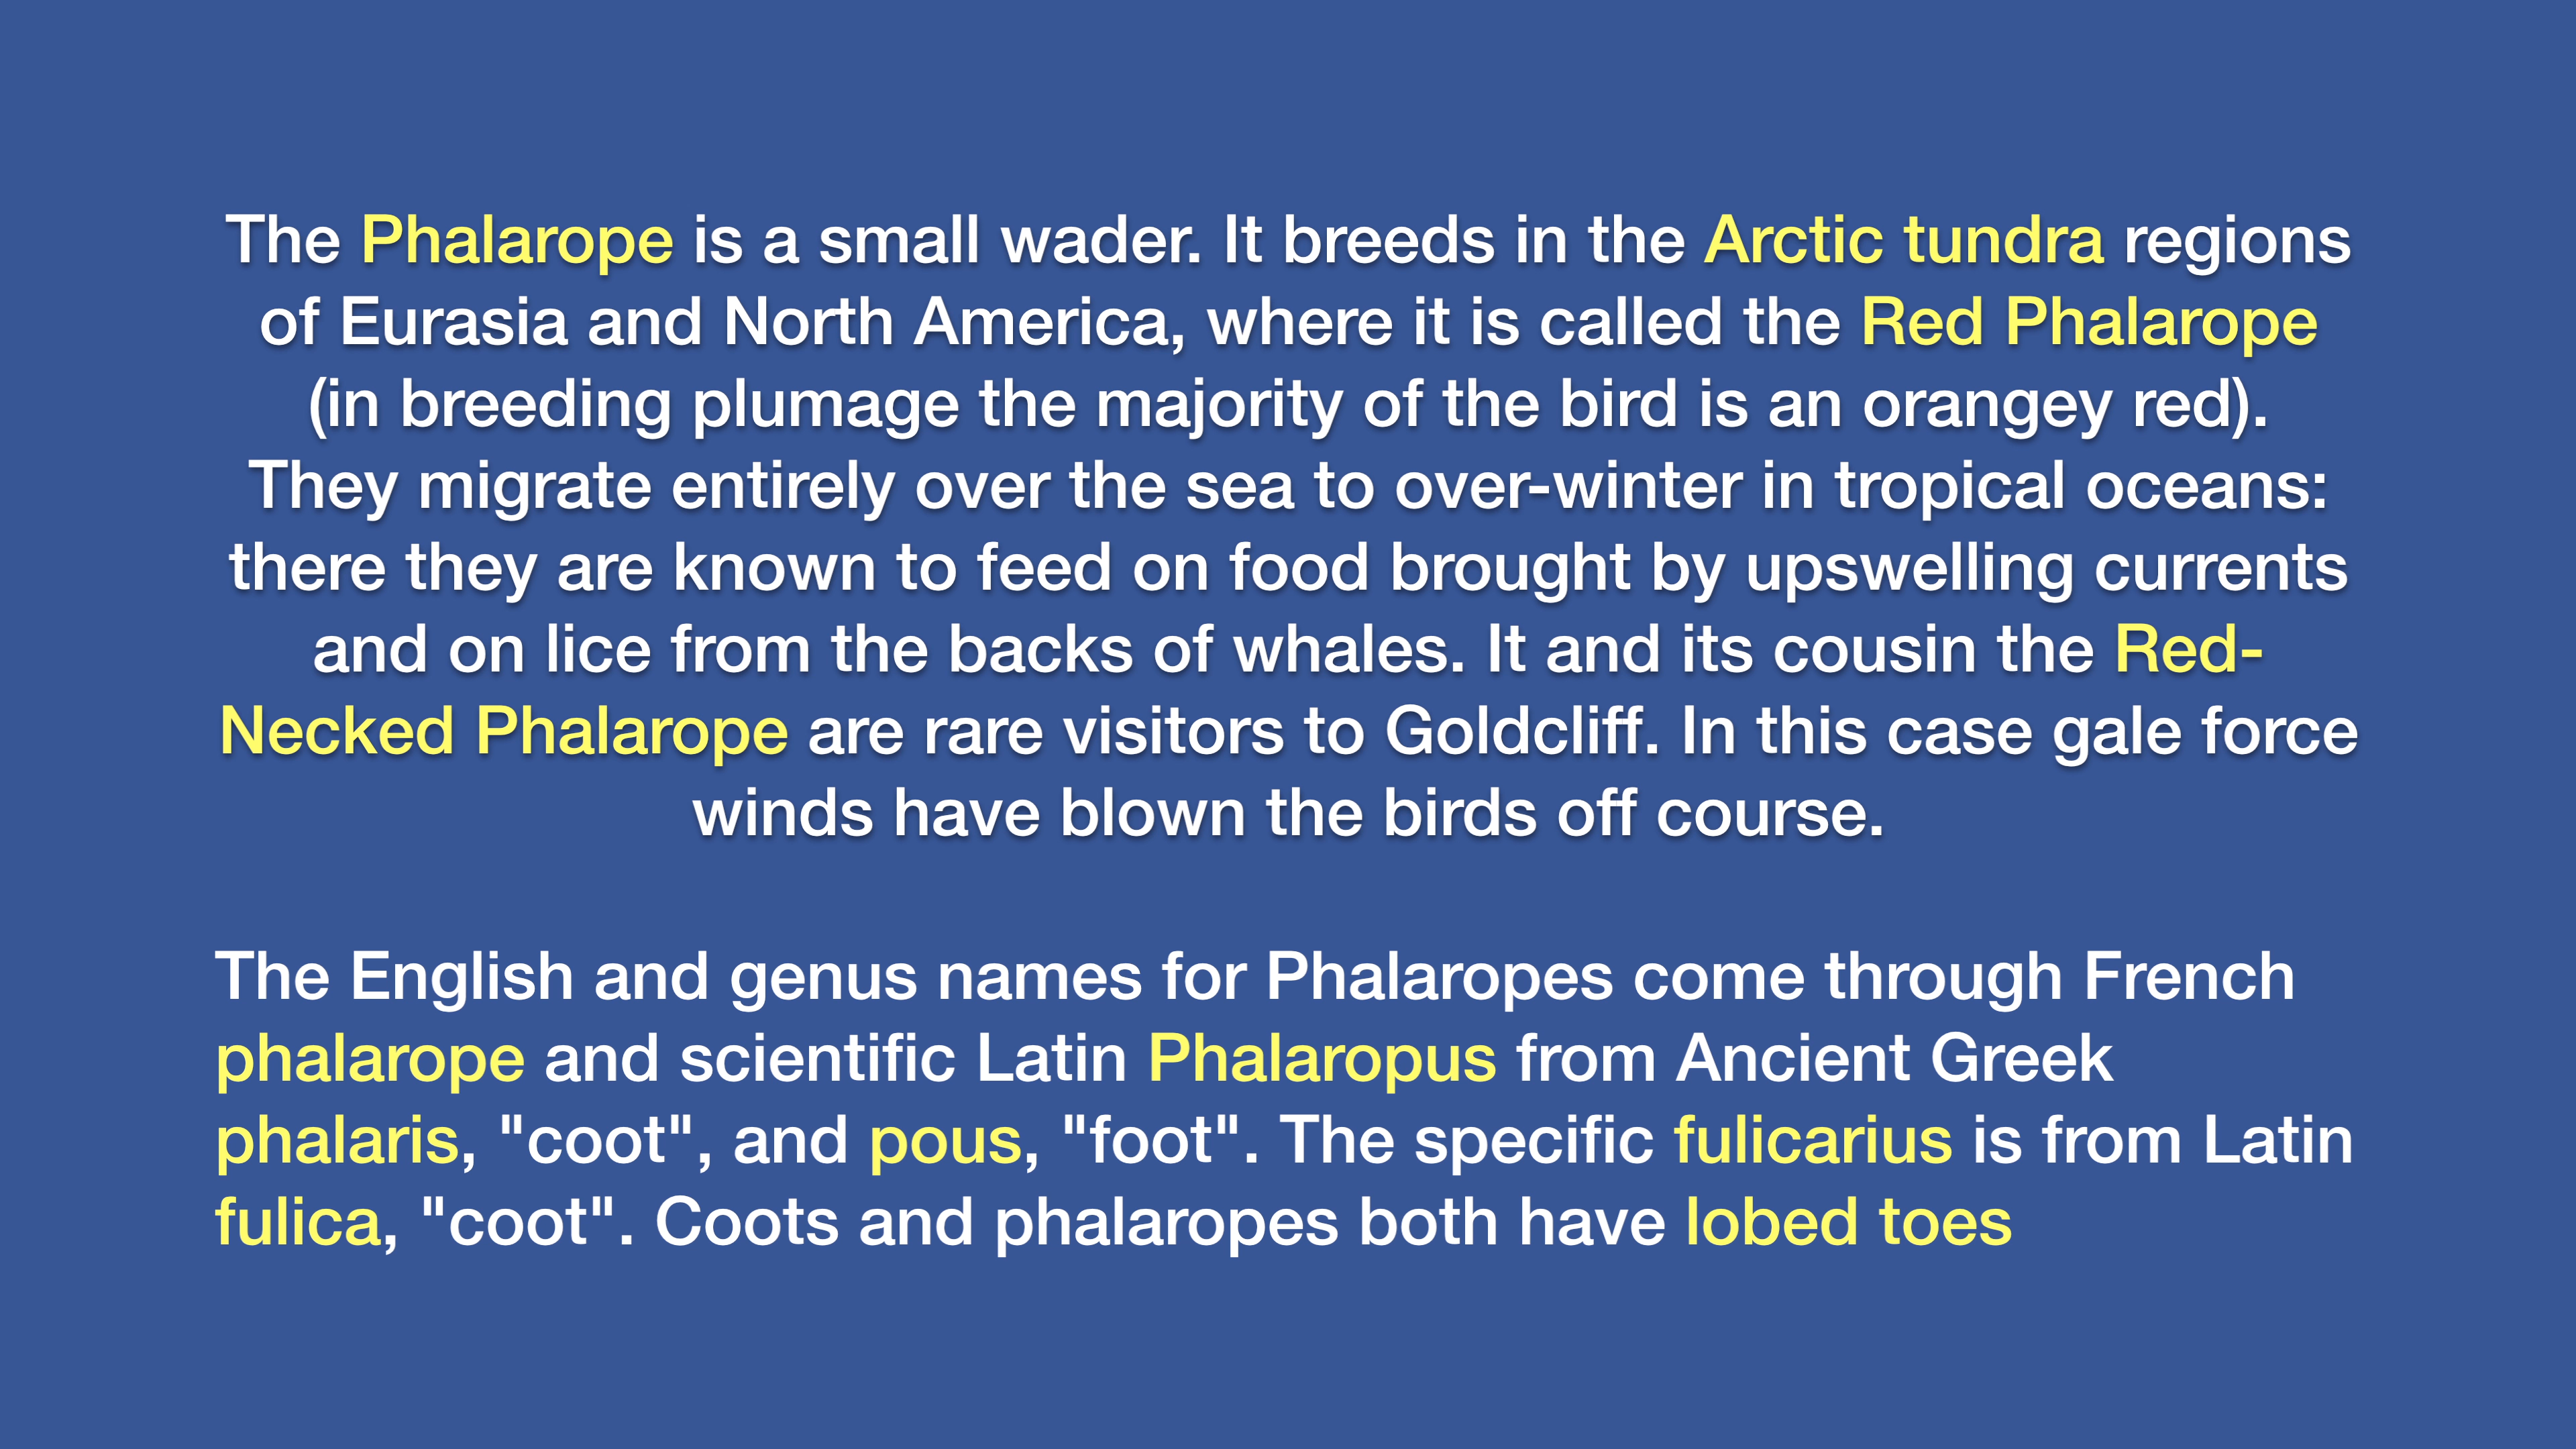 The Phalarope is a small wader. It breeds in the Arctic tundra regions
of Eurasia and North America, where it is called the Red Phalarope
(in breeding plumage the majority of the bird is an orangey red).
They migrate entirely over the sea to over-winter in tropical oceans:
there they are known to feed on food brought by upswelling currents
and on lice from the backs of whales. It and its cousin the Red-
Necked Phalarope are rare visitors to Goldcliff. In this case gale force
winds have blown the birds off course.
The English and genus names for Phalaropes come through French
phalarope and scientific Latin Phalaropus from Ancient Greek
phalaris, "coot", and pous, "foot". The specific fulicarius is from Latin
fulica, "coot". Coots and phalaropes both have lobed toes